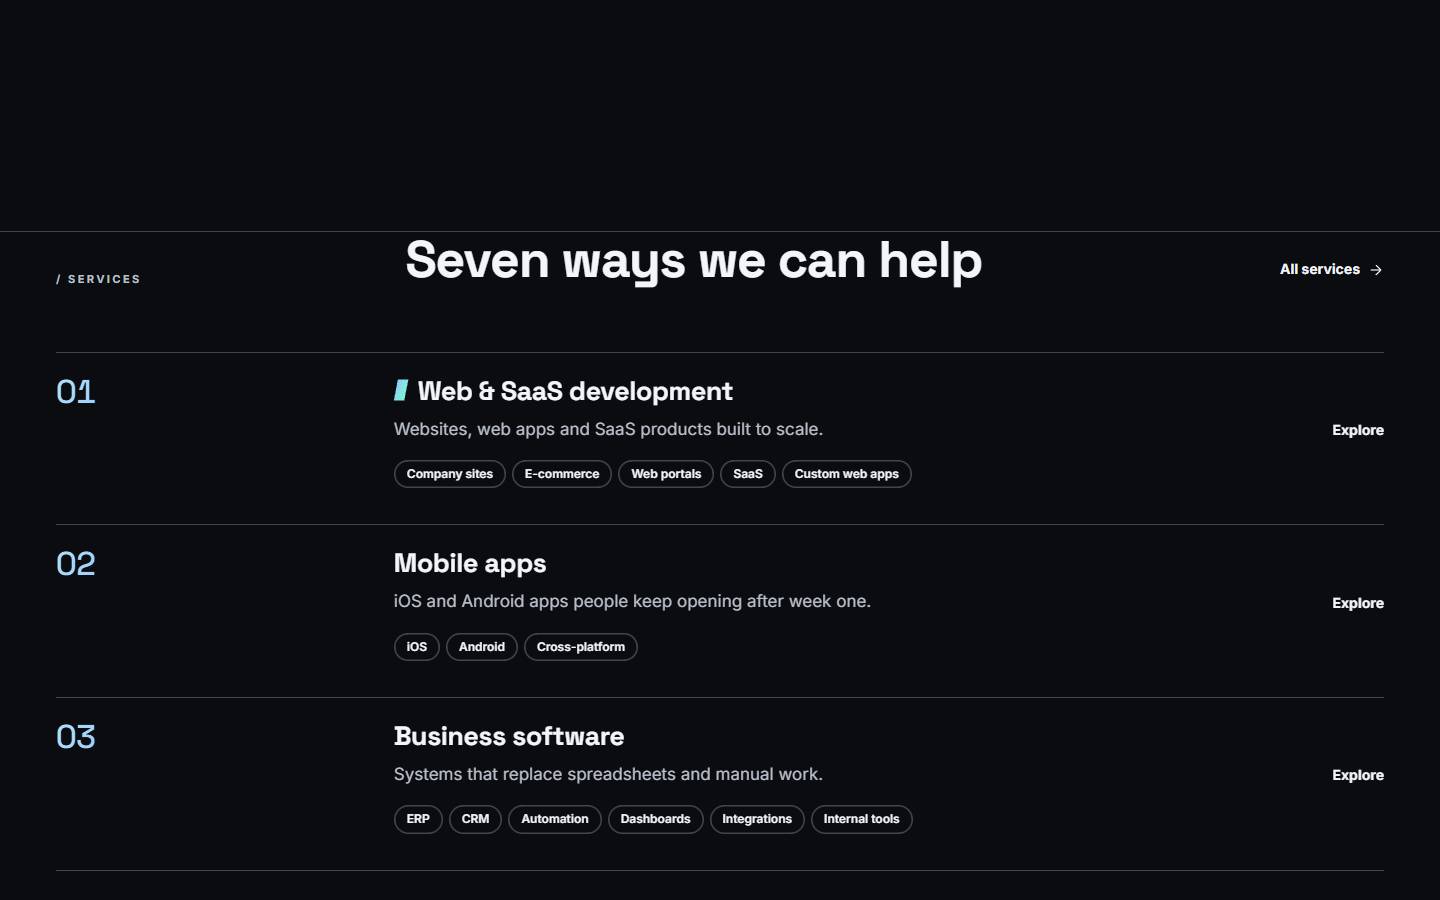 / SERVICES
Seven ways we can help
All services →
01
Web & SaaS development
Websites, web apps and SaaS products built to scale.
Explore
Company sites
E-commerce
Web portals
SaaS
Custom web apps
02
Mobile apps
iOS and Android apps people keep opening after week one.
Explore
iOS
Android
Cross-platform
03
Business software
Systems that replace spreadsheets and manual work.
Explore
ERP
CRM
Automation
Dashboards
Integrations
Internal tools